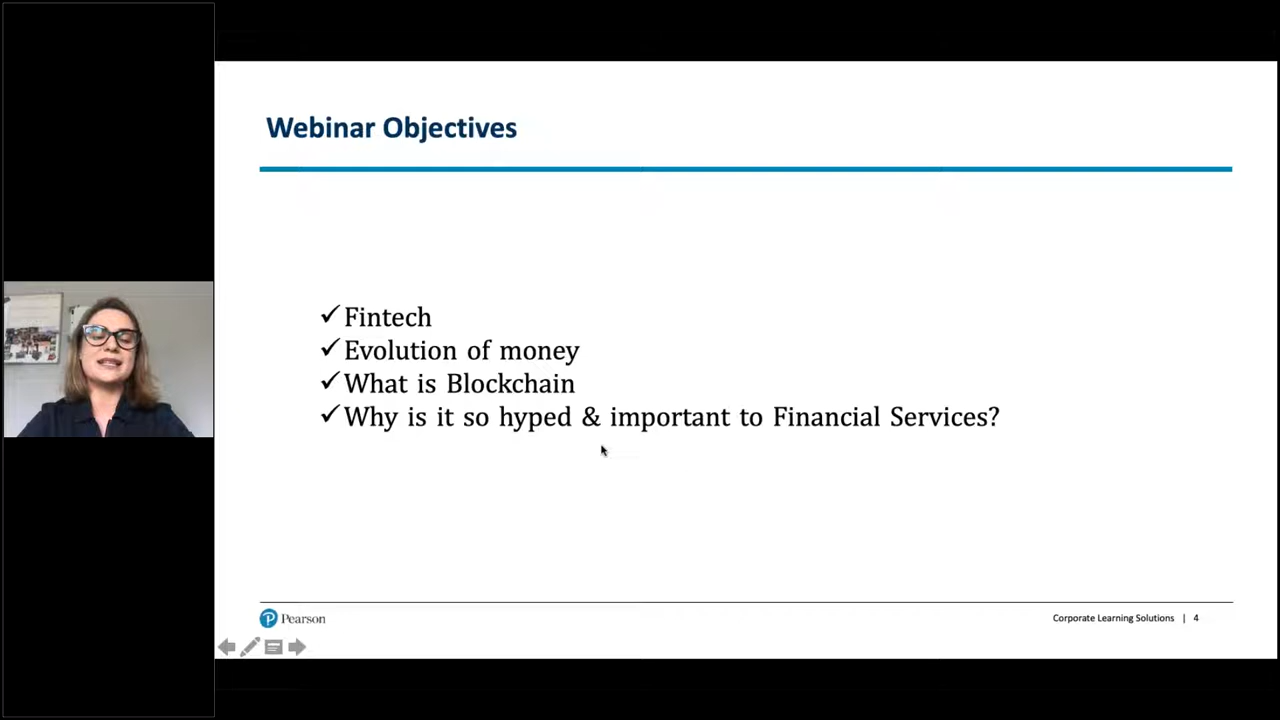 Webinar Objectives
✓Fintech
✓Evolution of money
✓What is Blockchain
✓Why is it so hyped & important to Financial Services?
Pearson
Corporate Learning Solutions | 4